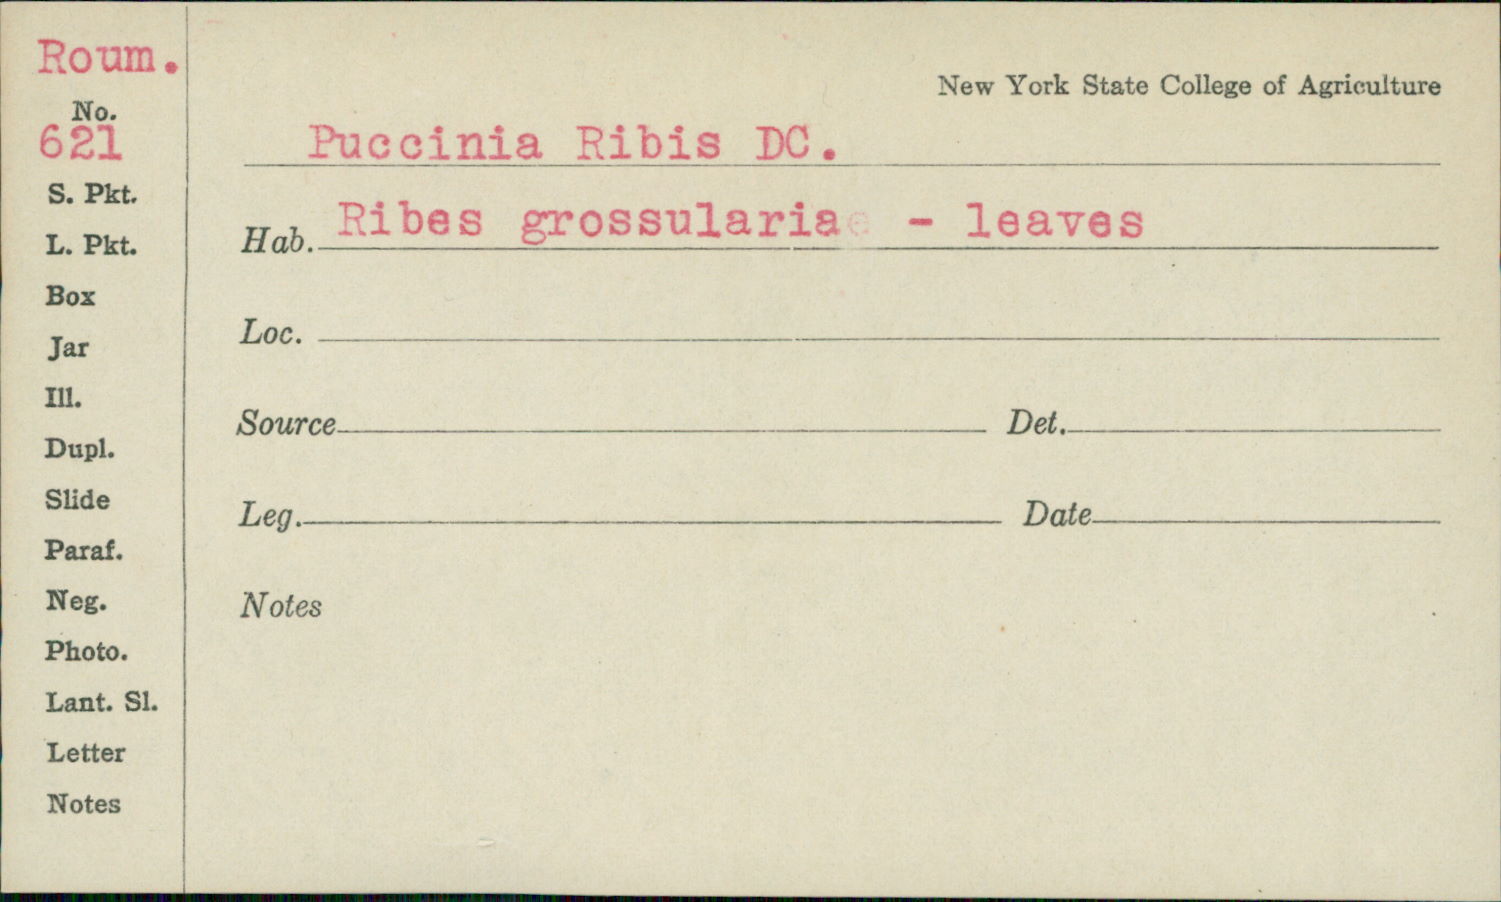 Roum.
New York State College of Agriculture
No.
621
Puccinia Ribis DC.
S. Pkt.
Hab. Ribes grossularia - leaves
L. Pkt.
Box
Loc.
Jar
Ill.
Source Det.
Dupl.
Slide
Leg. Date
Paraf.
Neg.
Notes
Photo.
Lant. Sl.
Letter
Notes